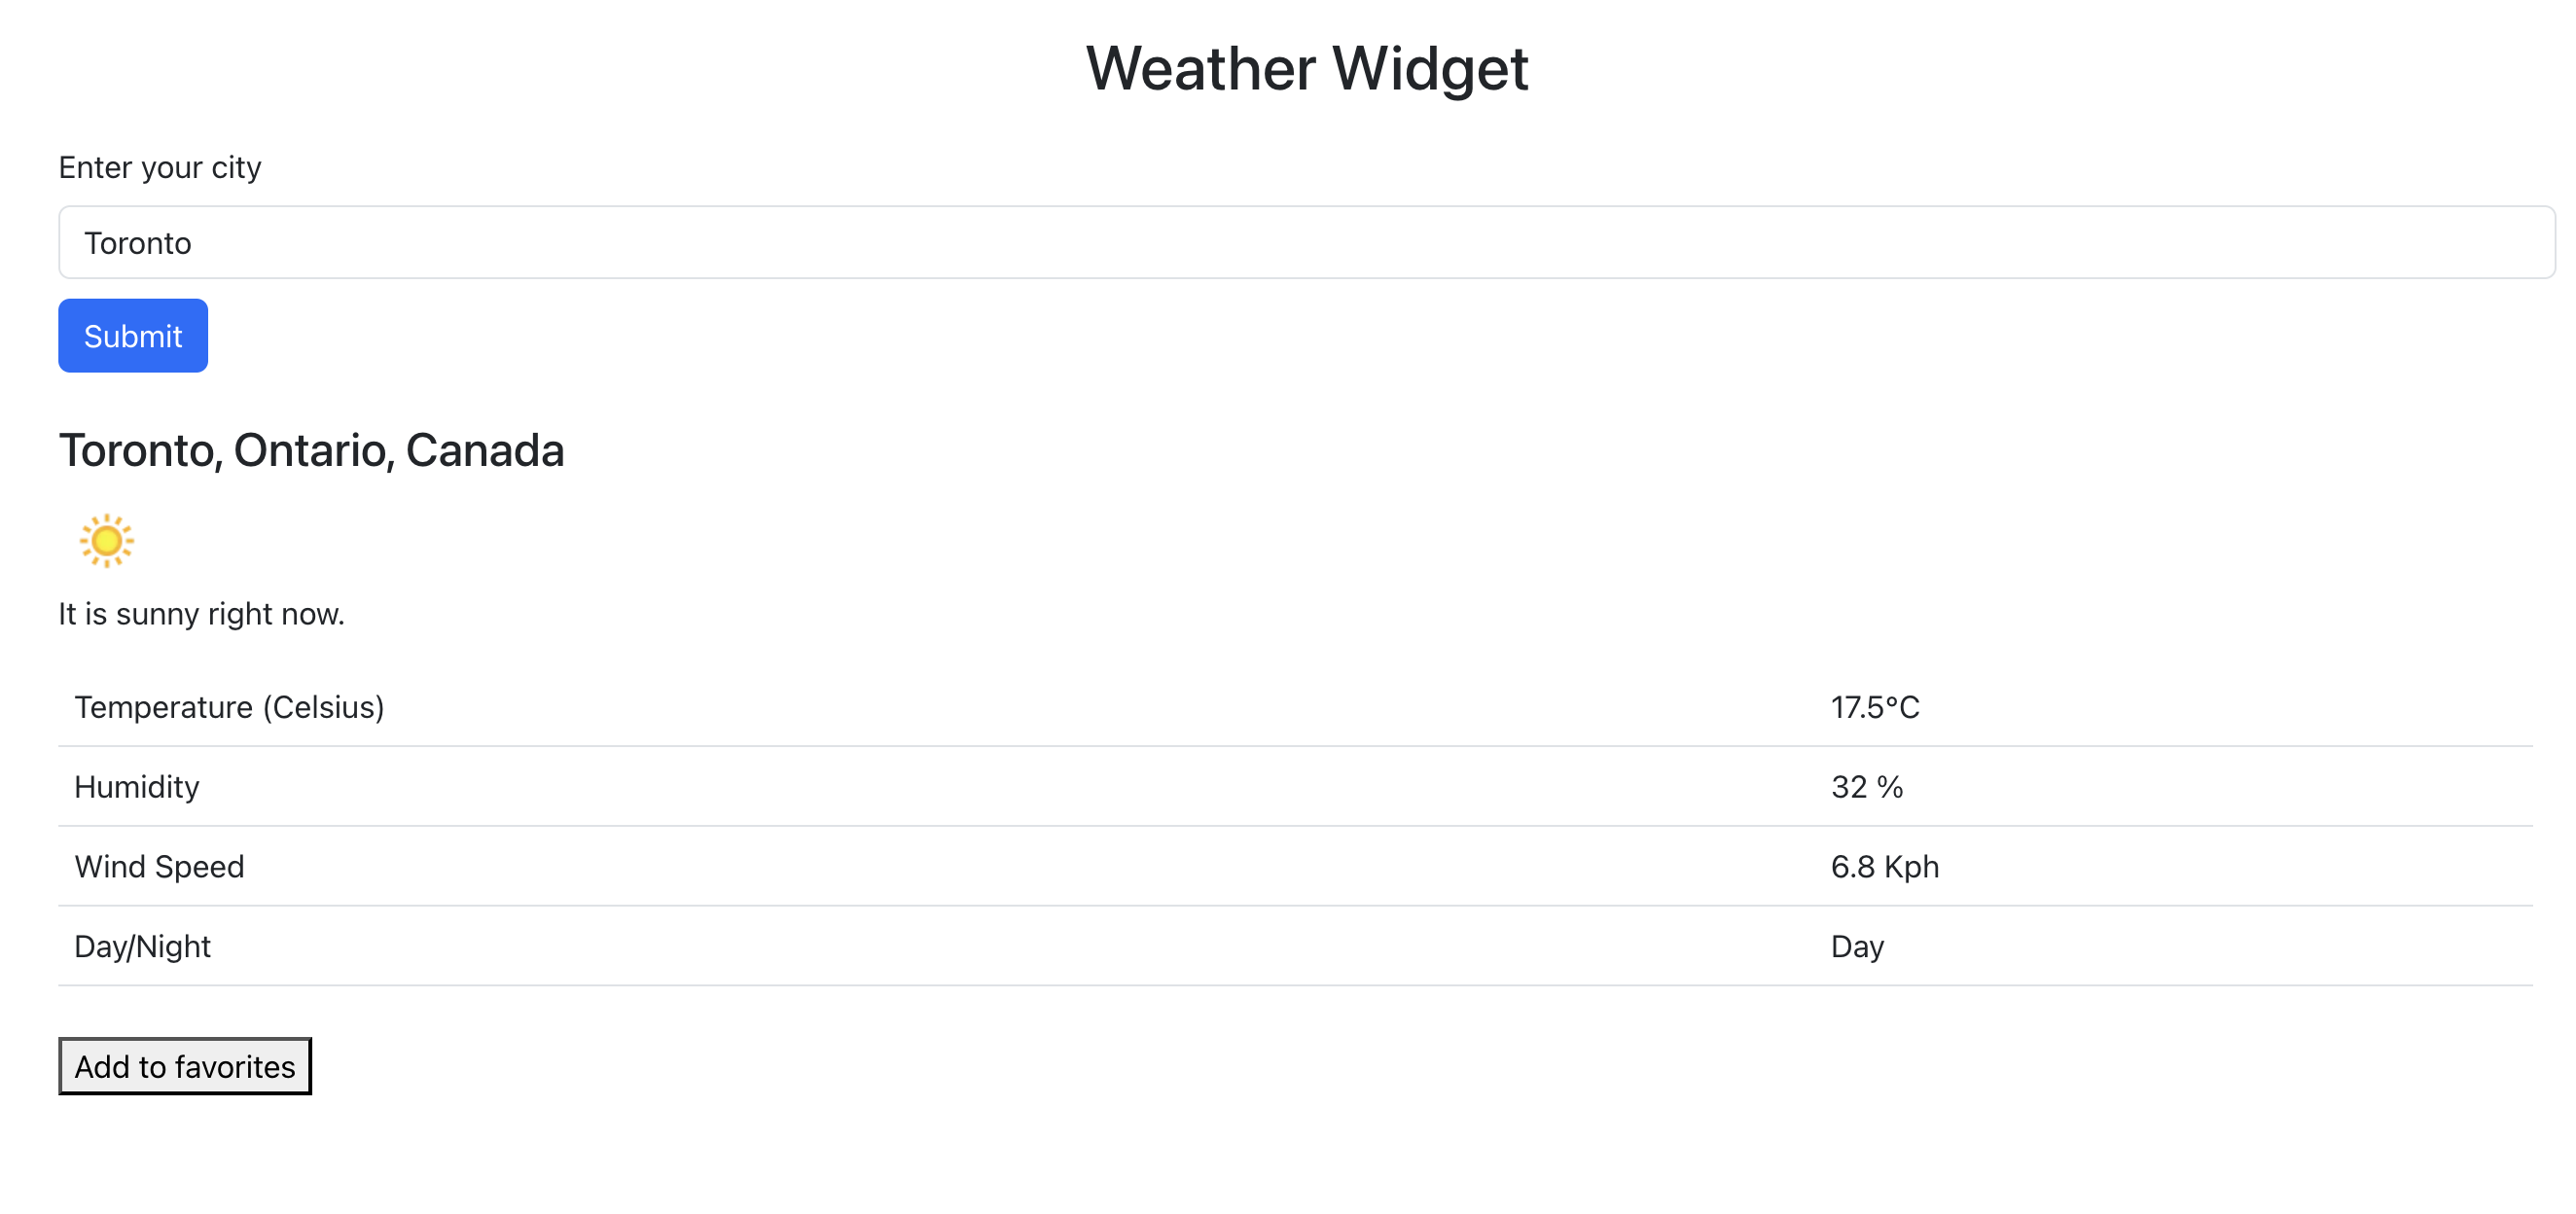 Weather Widget
Enter your city
Toronto
Submit
Toronto, Ontario, Canada
It is sunny right now.
Temperature (Celsius) 17.5°C
Humidity 32 %
Wind Speed 6.8 Kph
Day/Night Day
Add to favorites